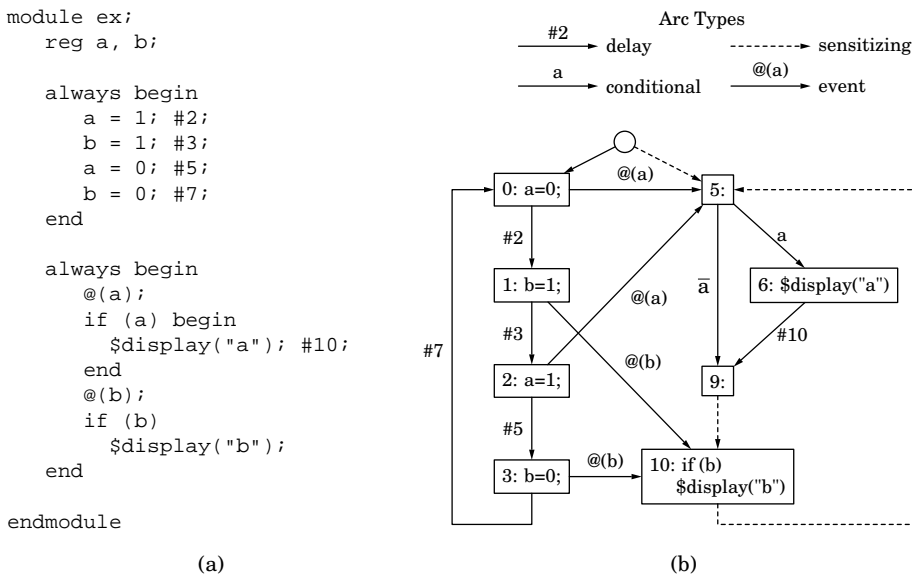 module ex;
reg a, b;
always begin
a = 1; #2;
b = 1; #3;
a = 0; #5;
b = 0; #7;
end
always begin
@(a);
if (a) begin
$display("a"); #10;
end
@(b);
if (b)
$display("b");
end
endmodule
(a)
Arc Types
#2
delay
sensitizing
a
conditional
@(a)
event
0: a=0;
@(a)
5:
#2
a
1: b=1;
@(a)
a̅
6: $display("a")
#3
@(b)
#10
#7
2: a=1;
9:
#5
3: b=0;
@(b)
10: if (b)
$display("b")
(b)